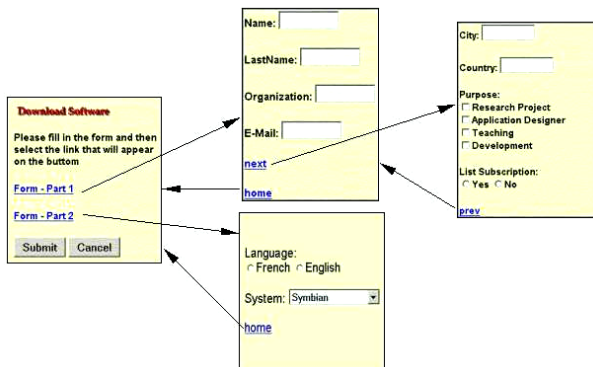 Download Software
Please fill in the form and then
select the link that will appear
on the buttom
Form - Part 1
Form - Part 2
Submit Cancel
Name:
LastName:
Organization:
E-Mail:
next
home
City:
Country:
Purpose:
Research Project
Application Designer
Teaching
Development
List Subscription:
Yes No
prev
Language:
French English
System: Symbian
home